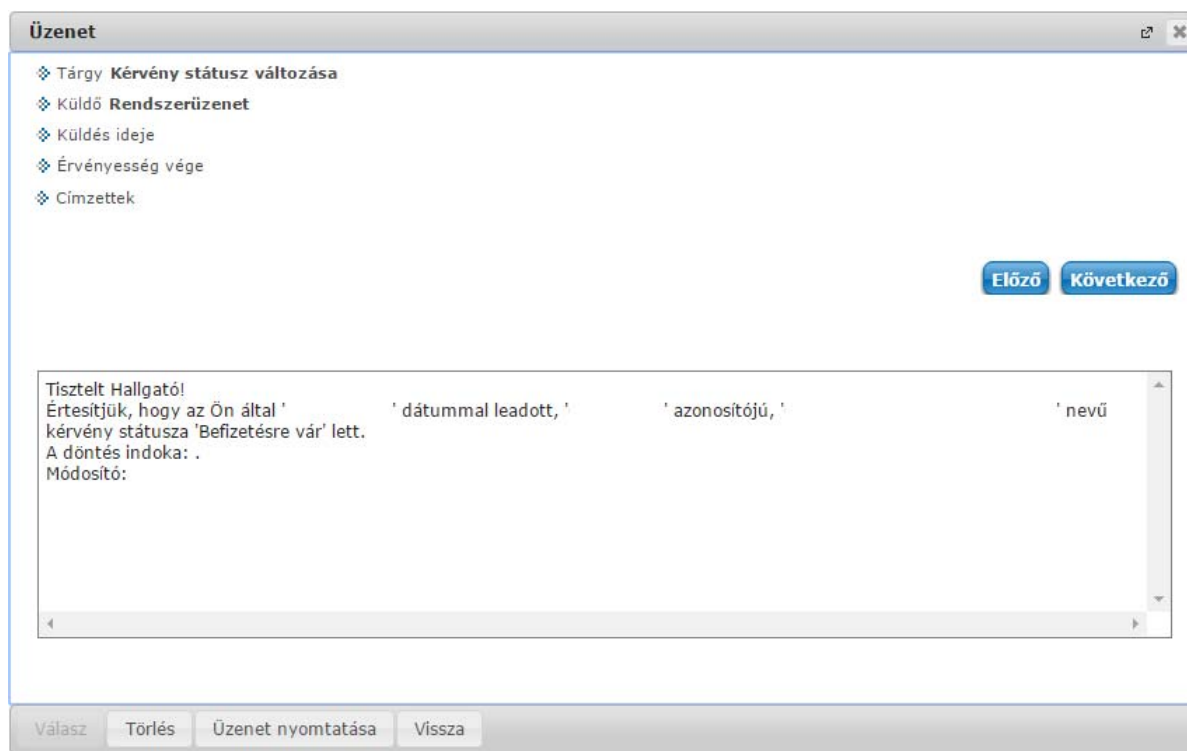 Üzenet
Tárgy Kérvény státusz változása
Küldő Rendszerüzenet
Küldés ideje
Érvényesség vége
Címzettek
Előző Következő
Tisztelt Hallgató!
Értesítjük, hogy az Ön által ' ' dátummal leadott, ' ' azonosítójú, ' ' nevű
kérvény státusza 'Befizetésre vár' lett.
A döntés indoka: .
Módosító:
Válasz Törlés Üzenet nyomtatása Vissza